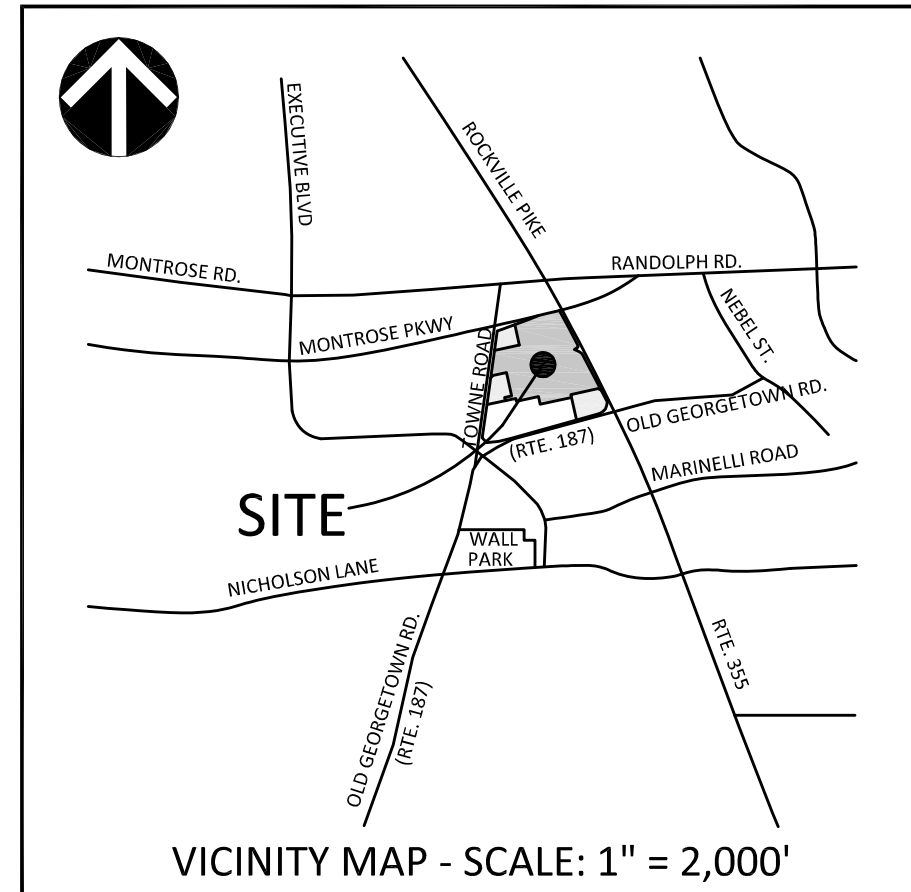 EXECUTIVE BLVD
ROCKVILLE PIKE
MONTROSE RD.
RANDOLPH RD.
MONTROSE PKWY
NEBEL ST.
TOWNE ROAD
OLD GEORGETOWN RD.
(RTE. 187)
MARINELLI ROAD
SITE
WALL
PARK
NICHOLSON LANE
OLD GEORGETOWN RD.
(RTE. 187)
RTE. 355
VICINITY MAP - SCALE: 1" = 2,000'